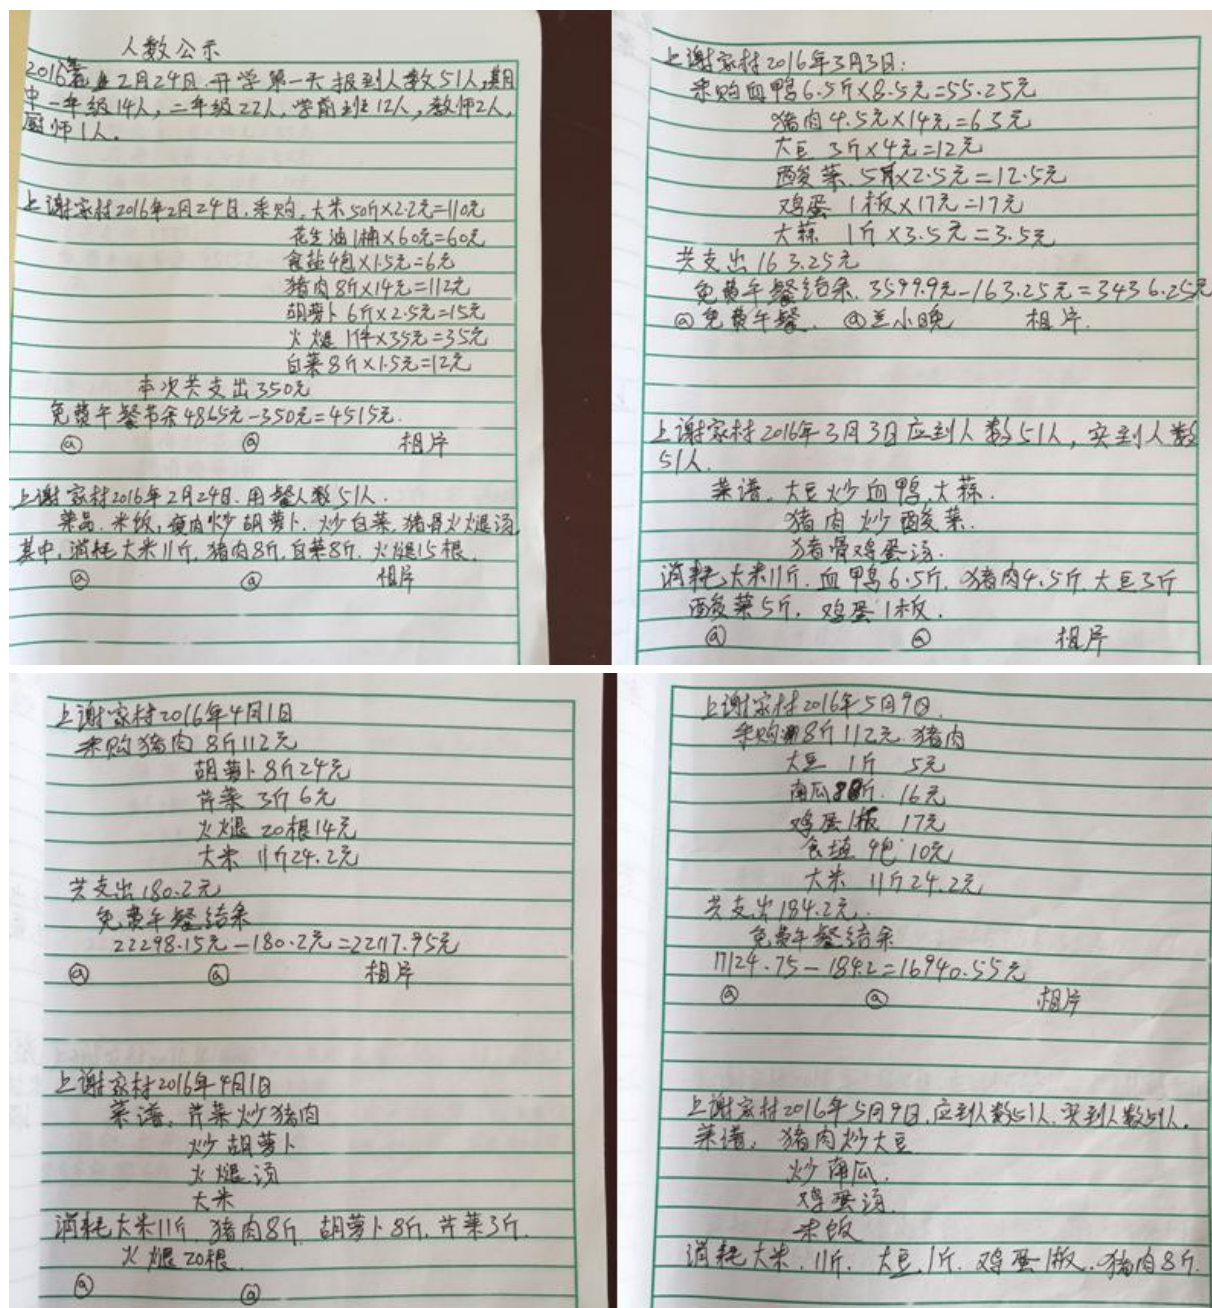 人数公示
2016年2月24日.开学第一天报到人数51人,其
中一年级14人,二年级22人,学前班12人,教师2人,
厨师1人.
上谢家村2016年2月24日.采购.大米50斤×2.2元=110元
花生油1桶×60元=60元
食盐4包×1.5元=6元
猪肉8斤×14元=112元
胡萝卜6斤×2.5元=15元
火腿1件×35元=35元
白菜8斤×1.5元=12元
本次共支出350元
免费午餐节余4865元-350元=4515元.
@ @ 相片
上谢家村2016年2月24日.用餐人数51人.
菜品.米饭,瘦肉炒胡萝卜.炒白菜.猪骨火腿汤
其中,消耗大米11斤,猪肉8斤,白菜8斤.火腿15根.
@ @ 相片
上谢家村2016年3月3日:
采购血鸭6.5斤×8.5元=55.25元
猪肉4.5元×14元=63元
大豆 3斤×4元=12元
酸菜.5斤×2.5元=12.5元
鸡蛋 1板×17元=17元
大蒜 1斤×3.5元=3.5元
共支出163.25元
免费午餐结余.3599.9元-163.25元=3436.25元
@免费午餐. @兰小晚 相片.
上谢家村2016年3月3日应到人数51人,实到人数
51人.
菜谱.大豆炒血鸭.大蒜.
猪肉炒酸菜.
猪骨鸡蛋汤.
消耗大米11斤.血鸭6.5斤.猪肉4.5斤.大豆3斤
酸菜5斤.鸡蛋1板.
@ @ 相片
上谢家村2016年4月1日
采购猪肉8斤112元
胡萝卜8斤24元
芹菜 3斤6元
火腿 20根14元
大米 11斤24.2元
共支出180.2元
免费午餐结余
22298.15元-180.2元=22117.95元
@ @ 相片
上谢家村2016年4月1日
菜谱.芹菜炒猪肉
炒胡萝卜
火腿汤
大米
消耗大米11斤.猪肉8斤.胡萝卜8斤.芹菜3斤.
火腿20根.
@ @
上谢家村2016年5月9日.
采购8斤112元 猪肉
大豆 1斤 5元
南瓜8斤.16元
鸡蛋1板 17元
食盐 4包 10元
大米 11斤24.2元
共支出184.2元.
免费午餐结余
17124.75-184.2=16940.55元
@ @ 相片
上谢家村2016年5月9日.应到人数51人.实到人数51人.
菜谱.猪肉炒大豆
炒南瓜.
鸡蛋汤.
米饭
消耗大米.11斤.大豆.1斤.鸡蛋1板.猪肉8斤.